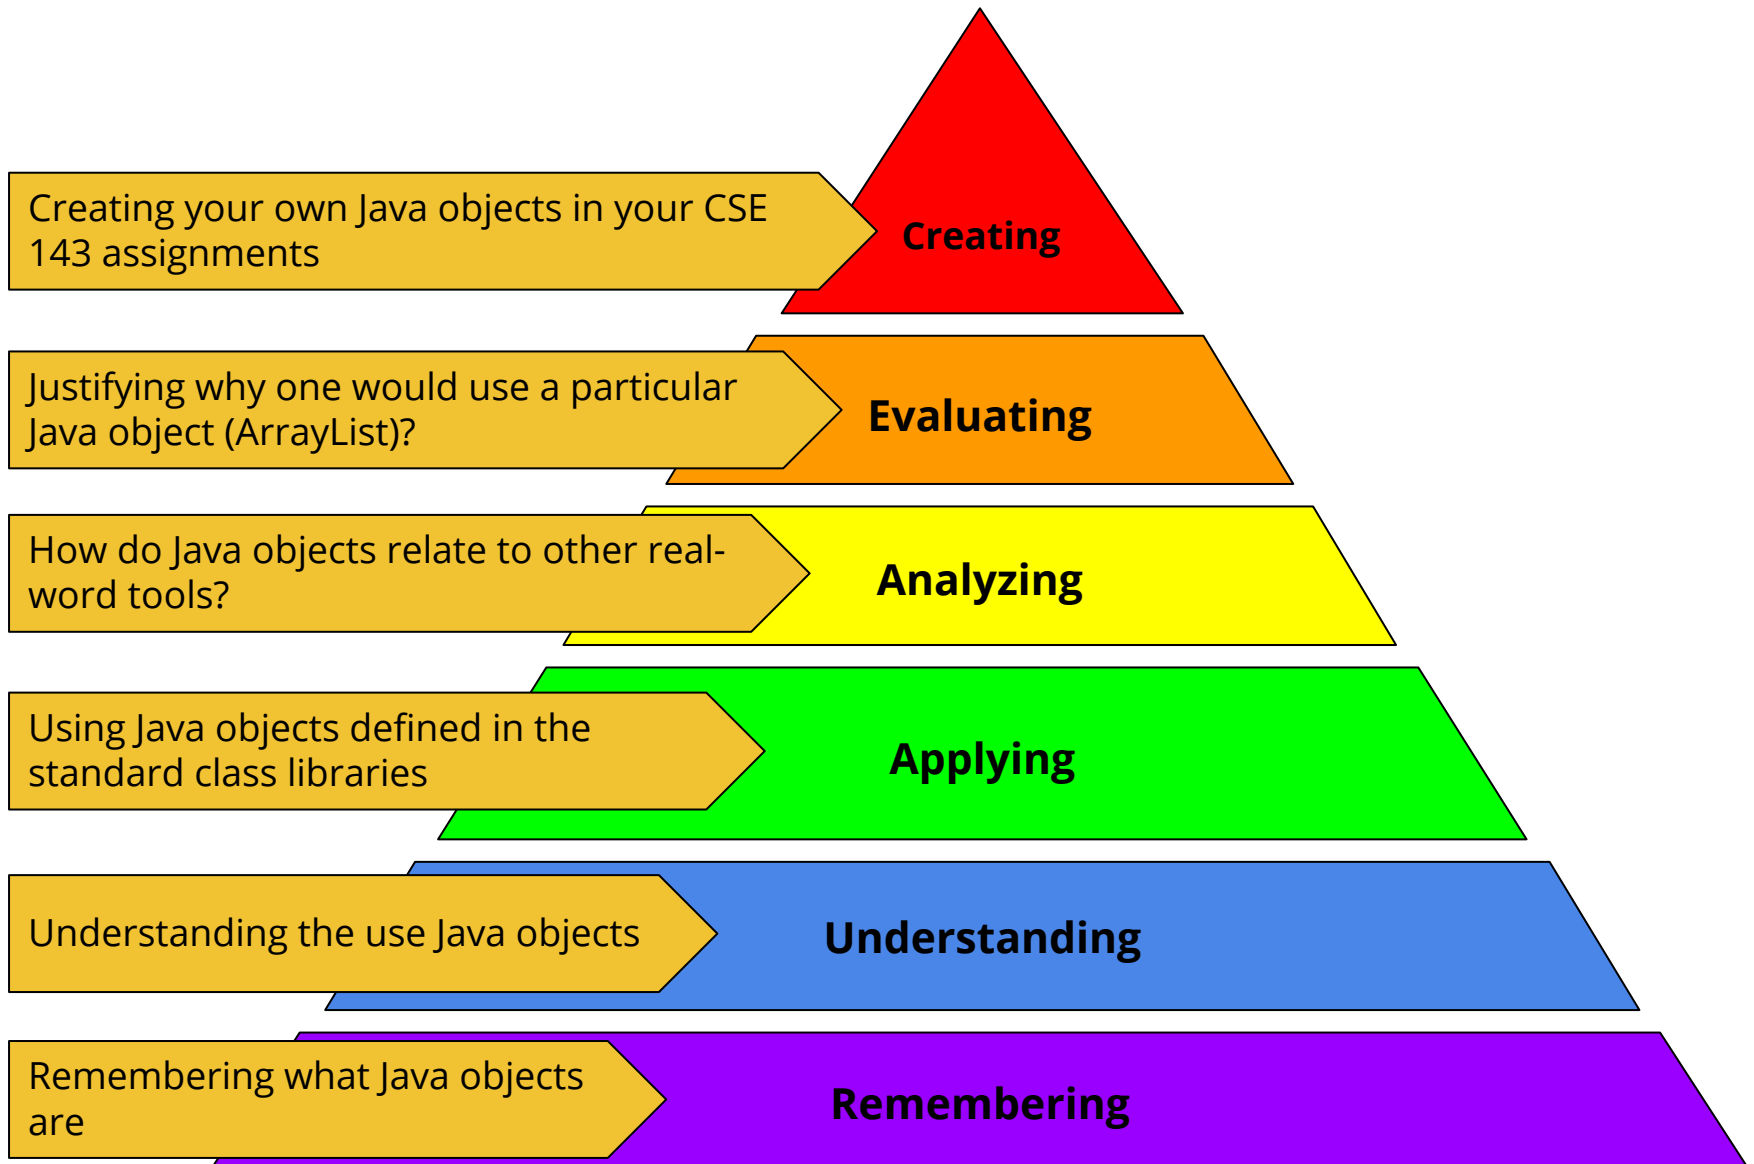 Creating your own Java objects in your CSE
143 assignments
Creating
Justifying why one would use a particular
Java object (ArrayList)?
Evaluating
How do Java objects relate to other real-
word tools?
Analyzing
Using Java objects defined in the
standard class libraries
Applying
Understanding the use Java objects
Understanding
Remembering what Java objects
are
Remembering